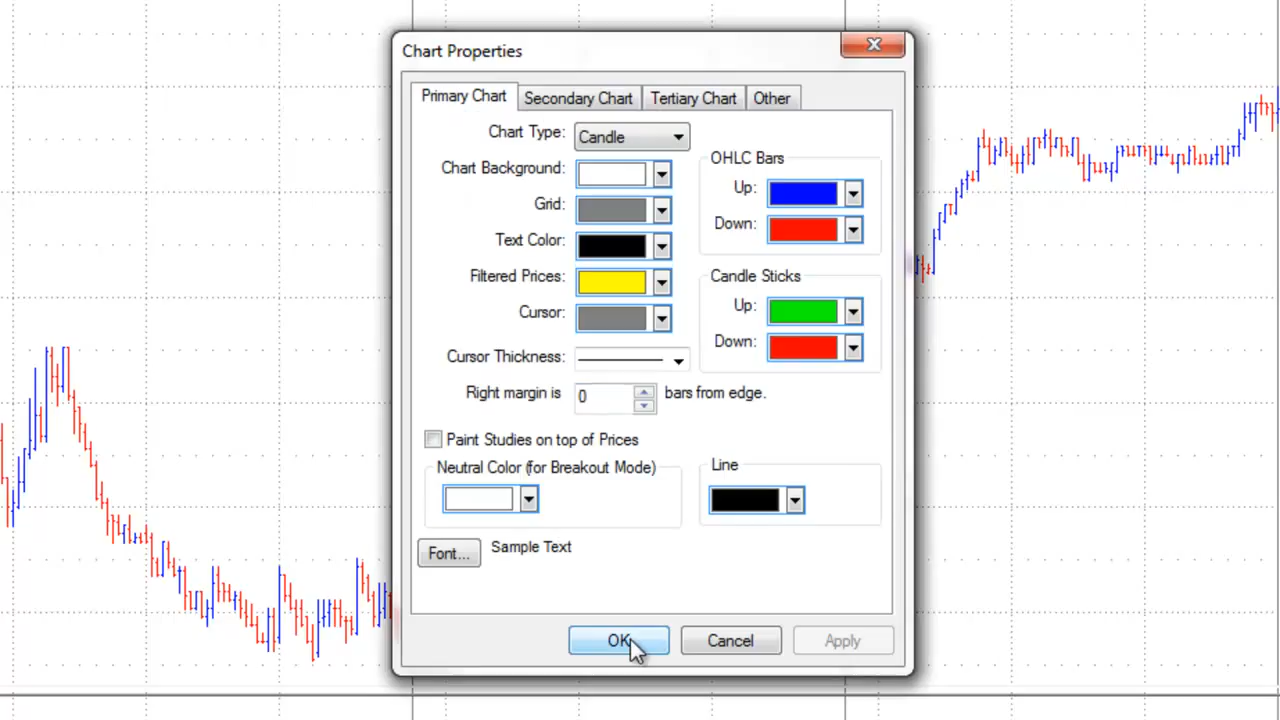 Chart Properties
Primary Chart Secondary Chart Tertiary Chart Other
Chart Type: Candle
Chart Background:
Grid:
Text Color:
Filtered Prices:
Cursor:
Cursor Thickness:
Right margin is 0 bars from edge.
OHLC Bars
Up:
Down:
Candle Sticks
Up:
Down:
Paint Studies on top of Prices
Neutral Color (for Breakout Mode)
Line
Font... Sample Text
OK Cancel Apply